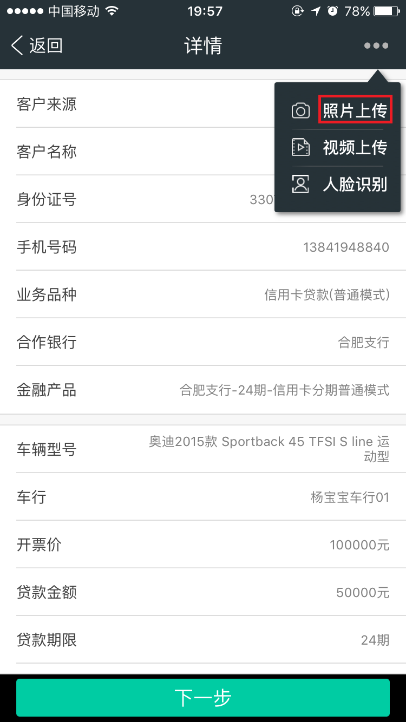 中国移动 19:57 78%
返回 详情
客户来源 照片上传
客户名称 视频上传
身份证号 330 人脸识别
手机号码 13841948840
业务品种 信用卡贷款(普通模式)
合作银行 合肥支行
金融产品 合肥支行-24期-信用卡分期普通模式
车辆型号 奥迪2015款 Sportback 45 TFSI S line 运
动型
车行 杨宝宝车行01
开票价 100000元
贷款金额 50000元
贷款期限 24期
下一步